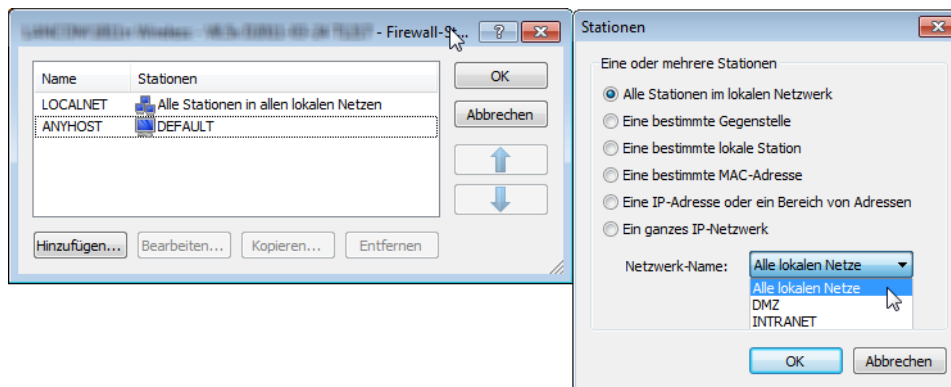 - Firewall-St...
Name Stationen
LOCALNET Alle Stationen in allen lokalen Netzen
ANYHOST DEFAULT
OK
Abbrechen
Hinzufügen... Bearbeiten... Kopieren... Entfernen
Stationen
Eine oder mehrere Stationen
Alle Stationen im lokalen Netzwerk
Eine bestimmte Gegenstelle
Eine bestimmte lokale Station
Eine bestimmte MAC-Adresse
Eine IP-Adresse oder ein Bereich von Adressen
Ein ganzes IP-Netzwerk
Netzwerk-Name: Alle lokalen Netze
Alle lokalen Netze
DMZ
INTRANET
OK Abbrechen